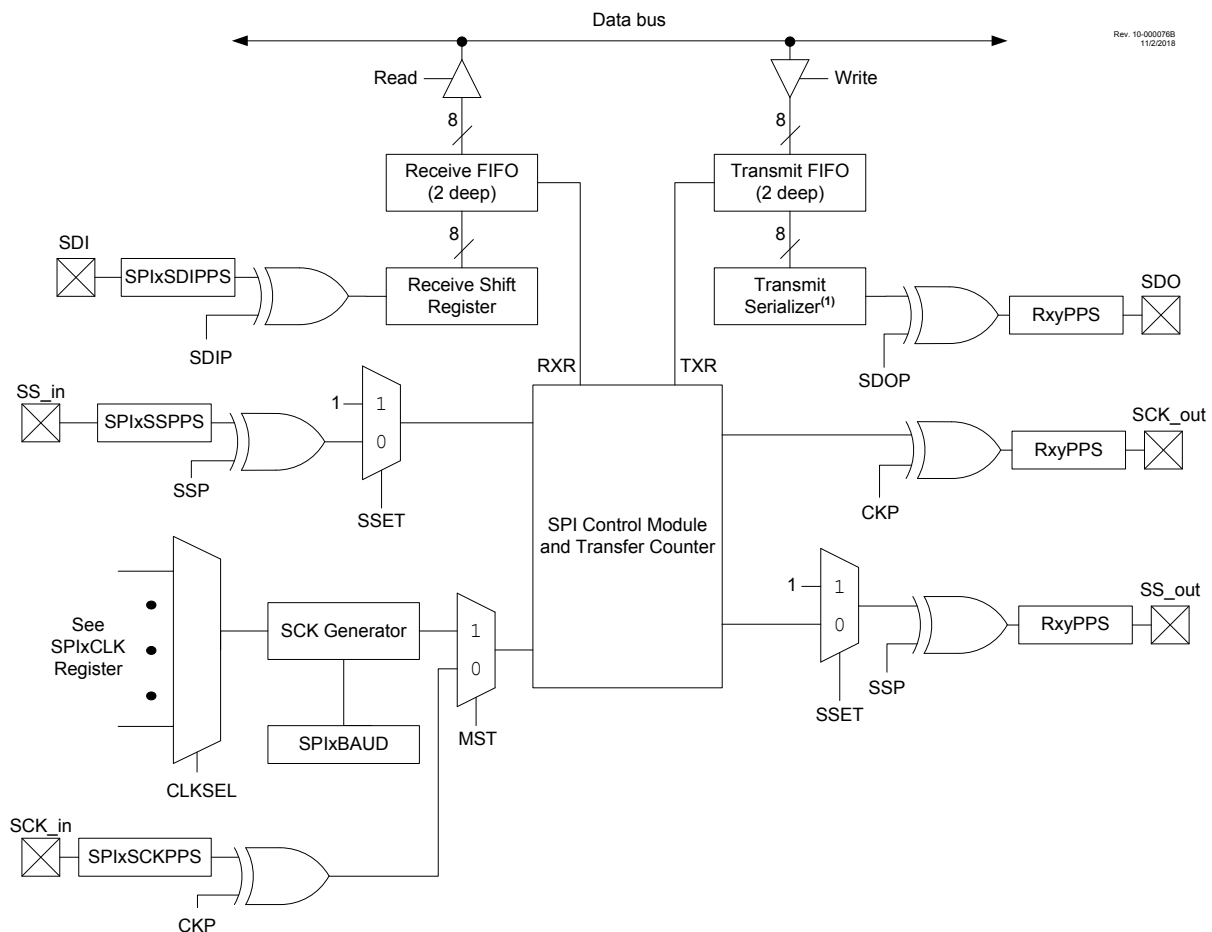 Data bus
Rev. 10-000076B
11/2/2018
Read
Write
8
8
Receive FIFO
(2 deep)
Transmit FIFO
(2 deep)
8
8
SDI
SPIxSDIPPS
Receive Shift
Register
Transmit
Serializer(1)
SDO
RxyPPS
SDIP
SDOP
RXR
TXR
SS_in
SPIxSSPPS
1
1
0
SSP
SSET
SCK_out
RxyPPS
CKP
SPI Control Module
and Transfer Counter
See
SPIxCLK
Register
SCK Generator
1
0
SPIxBAUD
MST
CLKSEL
1
1
0
SS_out
RxyPPS
SSP
SSET
SCK_in
SPIxSCKPPS
CKP